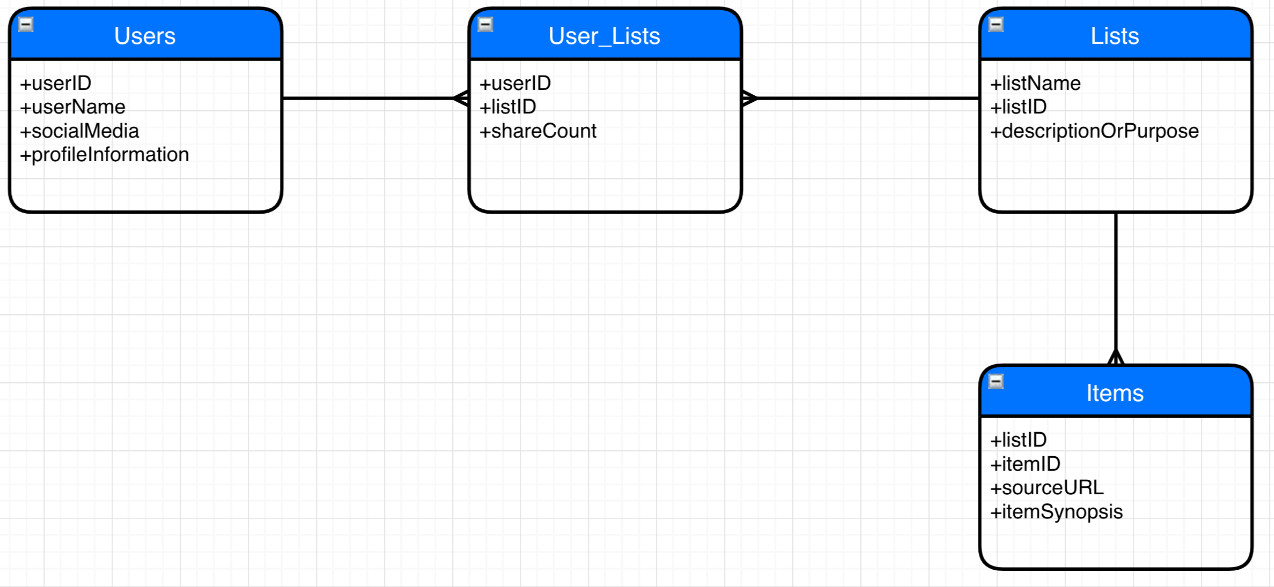 Users
+userID
+userName
+socialMedia
+profileInformation
User_Lists
+userID
+listID
+shareCount
Lists
+listName
+listID
+descriptionOrPurpose
Items
+listID
+itemID
+sourceURL
+itemSynopsis